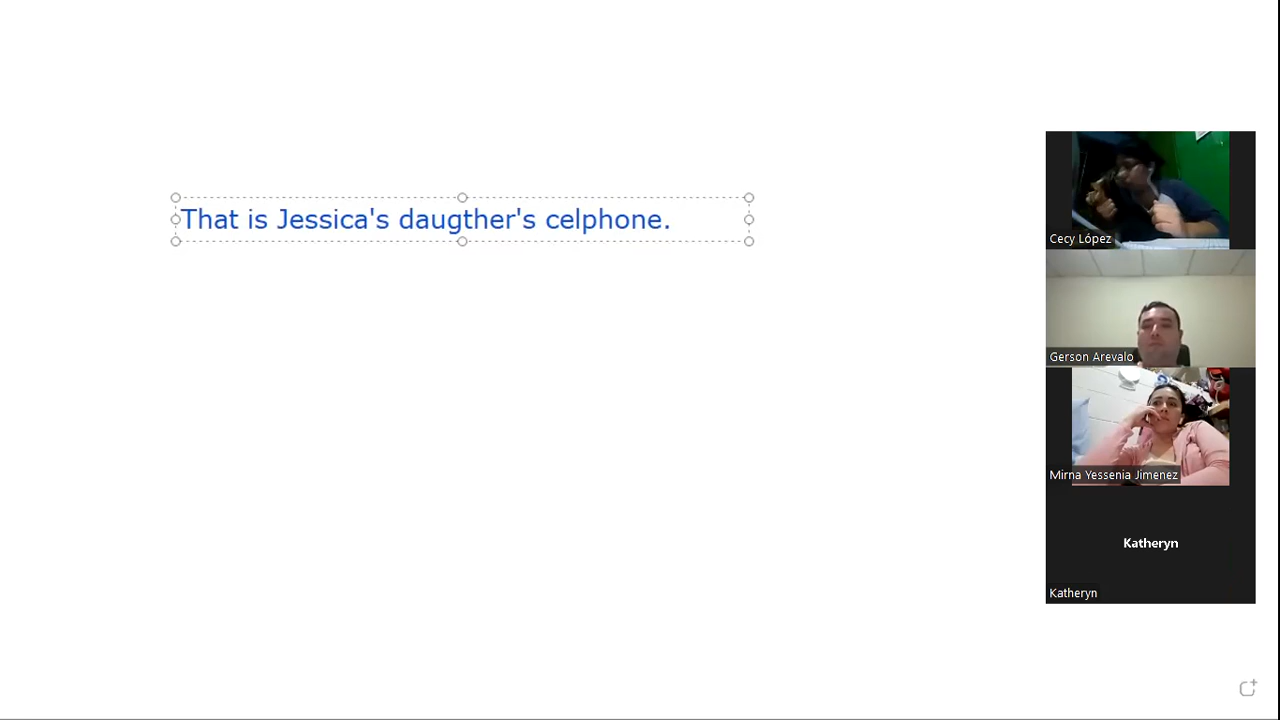 That is Jessica's daugther's celphone.
Cecy López
Gerson Arevalo
Mirna Yessenia Jimenez
Katheryn
Katheryn